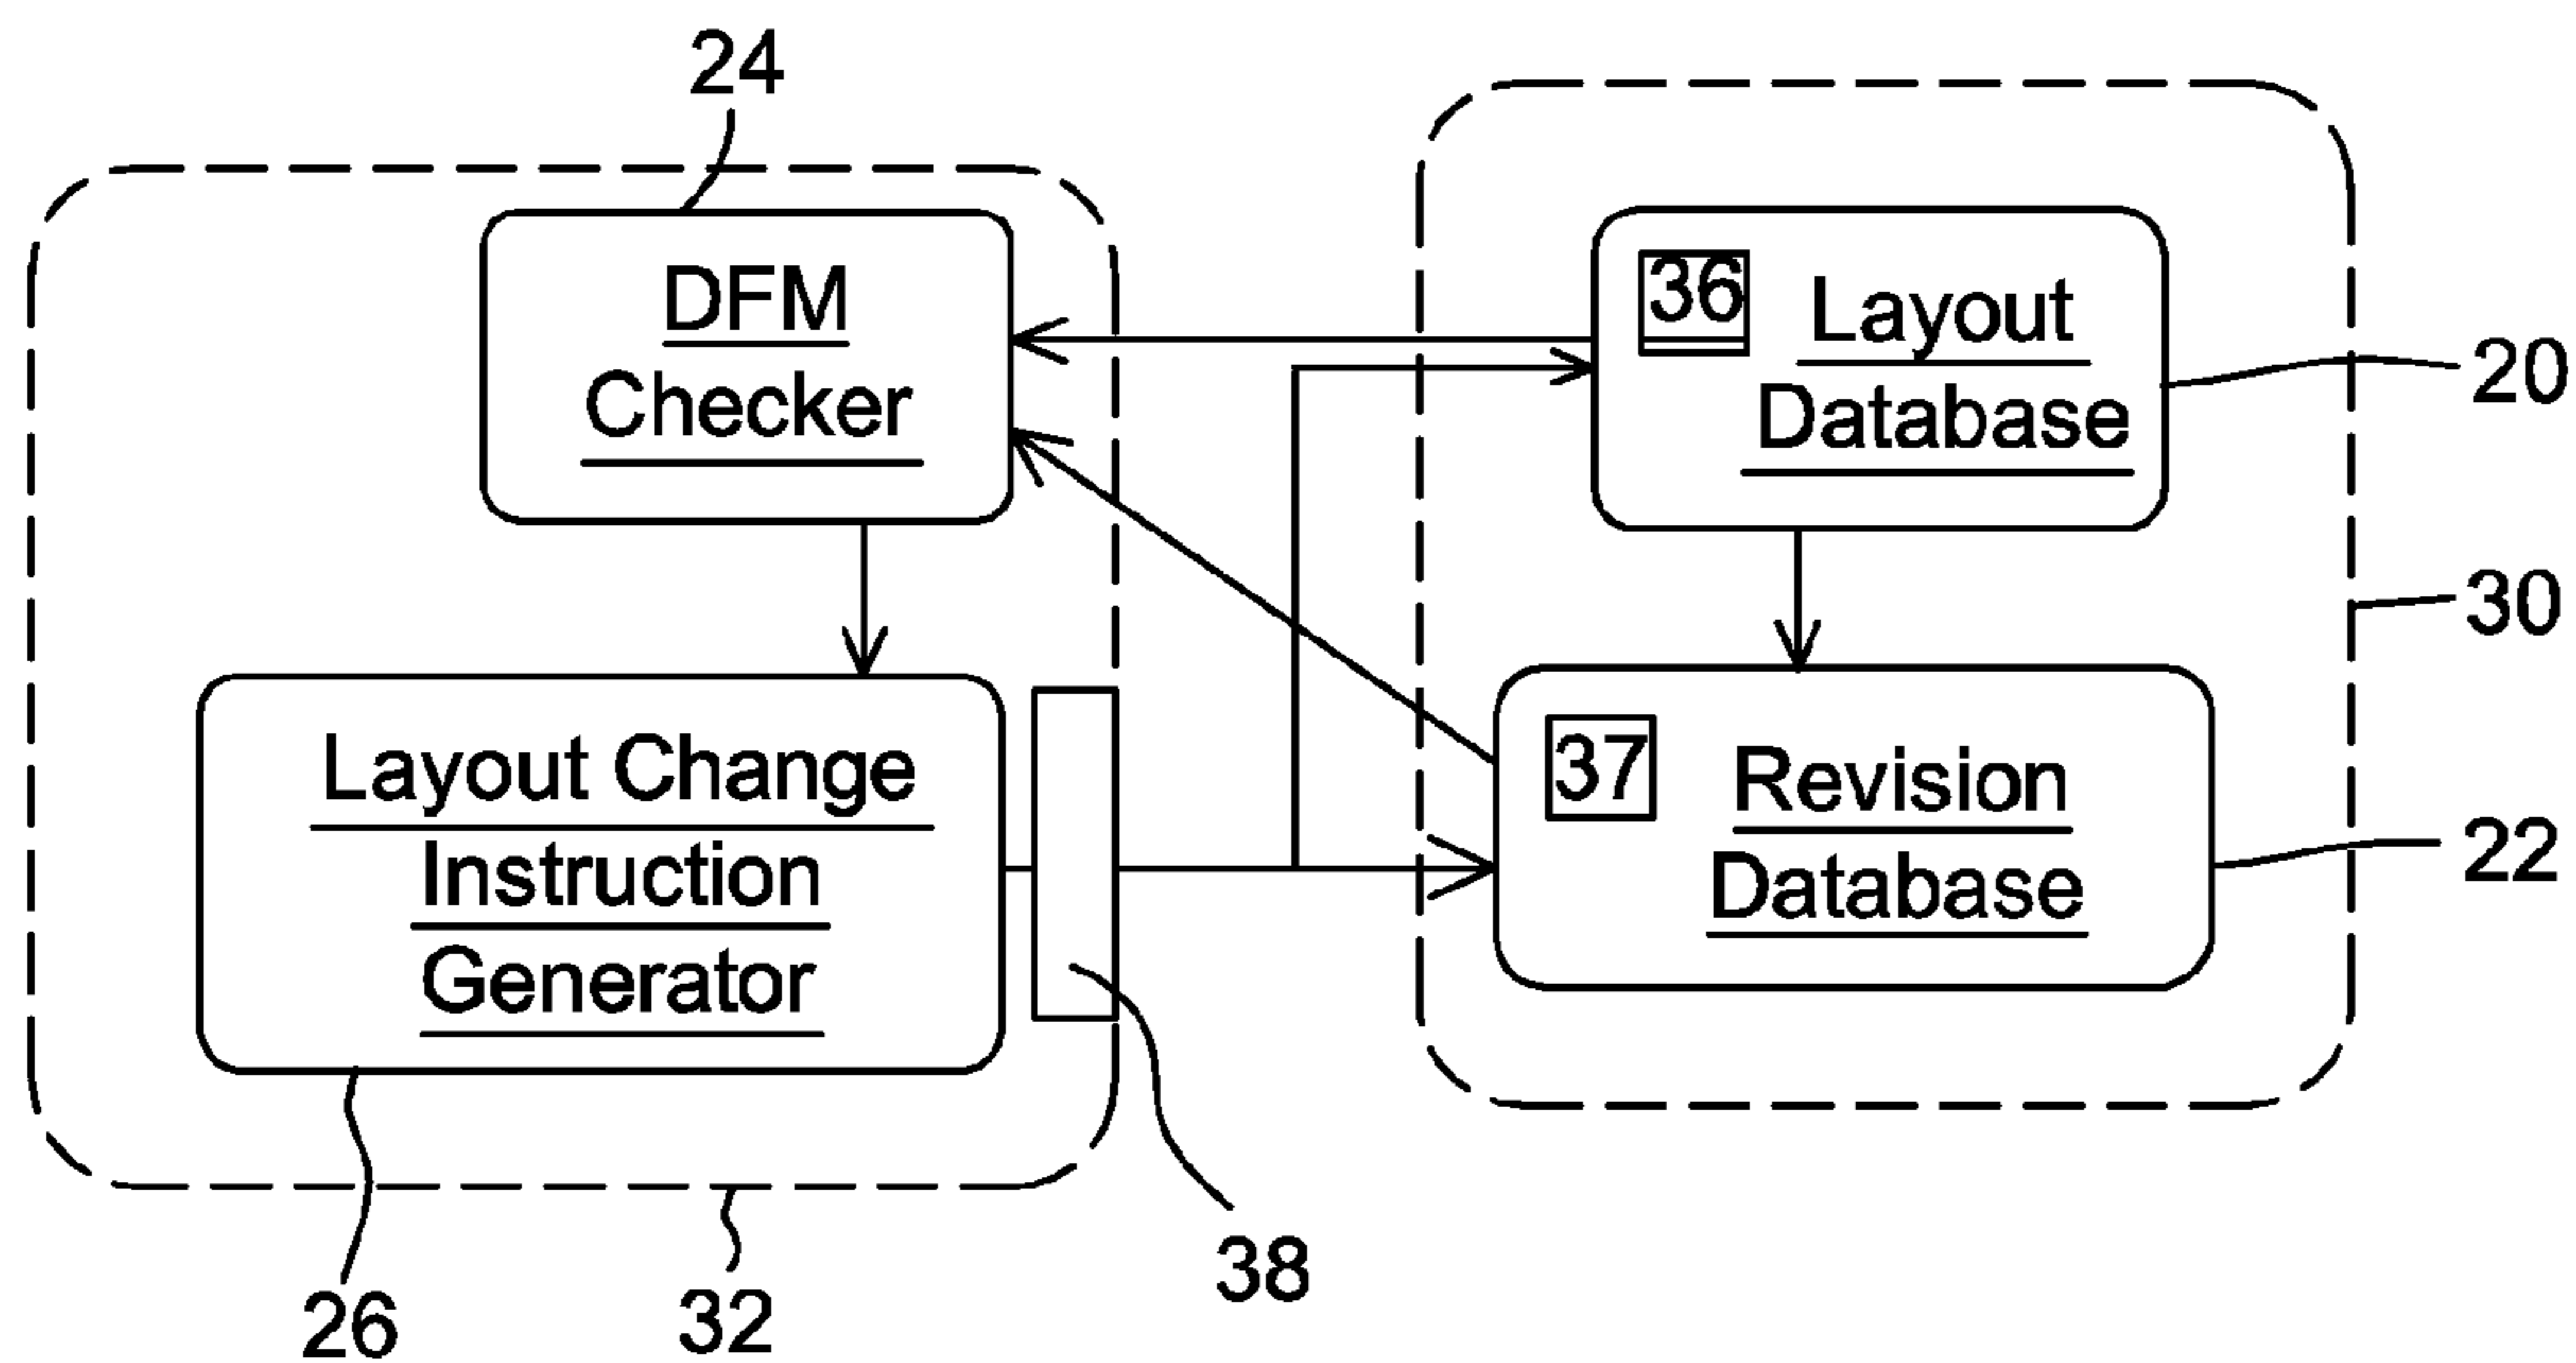 24
DFM
Checker
36
Layout
Database
20
30
Layout Change
Instruction
Generator
37
Revision
Database
22
26
32
38